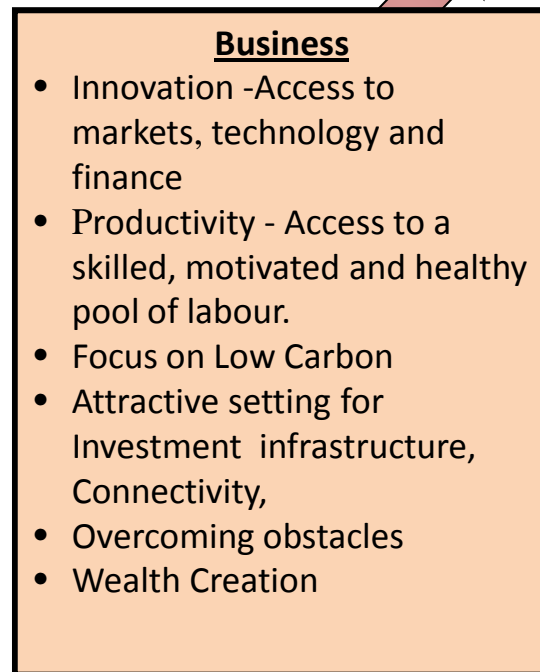 Business
• Innovation -Access to
markets, technology and
finance
• Productivity - Access to a
skilled, motivated and healthy
pool of labour.
• Focus on Low Carbon
• Attractive setting for
Investment  infrastructure,
Connectivity,
• Overcoming obstacles
• Wealth Creation